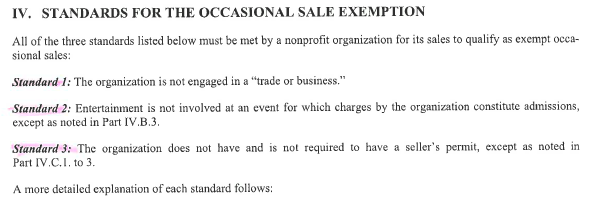 IV. STANDARDS FOR THE OCCASIONAL SALE EXEMPTION
All of the three standards listed below must be met by a nonprofit organization for its sales to qualify as exempt occa-
sional sales:
Standard 1: The organization is not engaged in a “trade or business.”
Standard 2: Entertainment is not involved at an event for which charges by the organization constitute admissions,
except as noted in Part IV.B.3.
Standard 3: The organization does not have and is not required to have a seller's permit, except as noted in
Part IV.C.1. to 3.
A more detailed explanation of each standard follows: